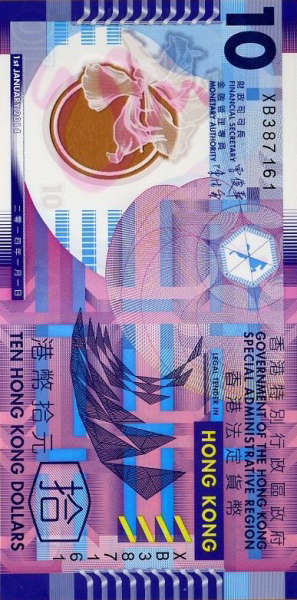 香港特別行政區政府
GOVERNMENT OF THE HONG KONG
SPECIAL ADMINISTRATIVE REGION
10
XB387161
財政司司長
FINANCIAL SECRETARY
金融管理專員
MONETARY AUTHORITY
香港法定貨幣
LEGAL TENDER IN
HONG KONG
XB387161
港幣拾元
TEN HONG KONG DOLLARS
拾
二零一四年一月一日
1st JANUARY 2014
10